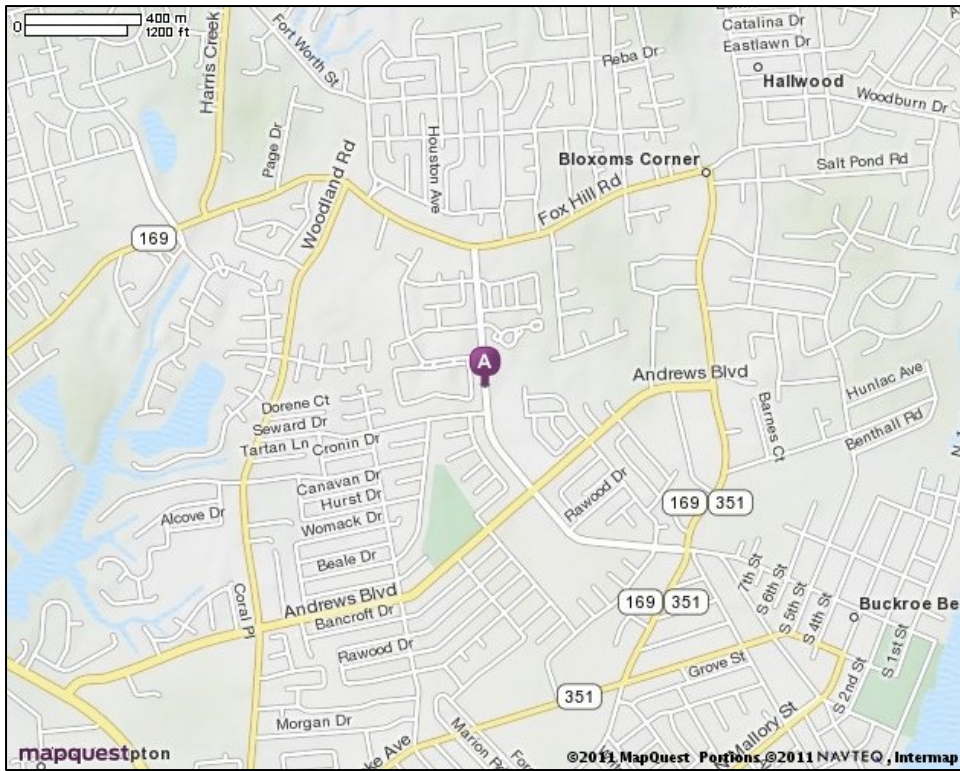 0
400 m
1200 ft
Harris Creek
Fort Worth St
Reba Dr
Catalina Dr
Eastlawn Dr
Hallwood
Woodburn Dr
Page Dr
Houston Ave
Woodland Rd
Bloxoms Corner
Salt Pond Rd
Fox Hill Rd
169
A
Andrews Blvd
Hunlac Ave
Barnes Ct
Benthall Rd
Dorene Ct
Seward Dr
Tartan Ln
Cronin Dr
Canavan Dr
Hurst Dr
Rawood Dr
169
351
Alcove Dr
Womack Dr
Beale Dr
7th St
S 6th St
S 5th St
S 4th St
Coral Pl
Andrews Blvd
Bancroft Dr
169
351
Buckroe Be
Rawood Dr
Grove St
S 1st St
S 2nd St
351
Morgan Dr
Mallory St
Marion
ke Ave
mapquest
pton
©2011 MapQuest Portions ©2011 NAVTEQ, Intermap